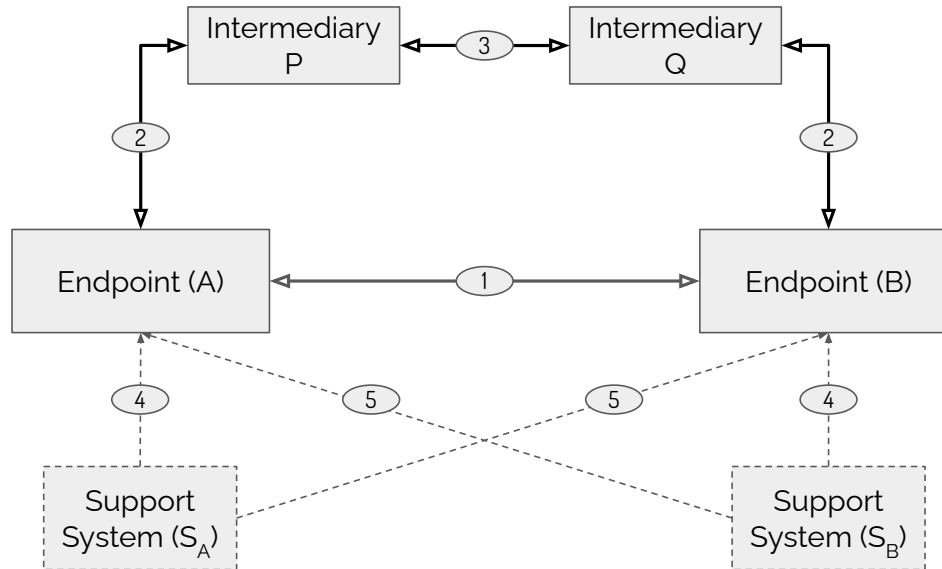 Intermediary
P
3
Intermediary
Q
2
2
Endpoint (A)
1
Endpoint (B)
4
5
5
4
Support
System (S_A)
Support
System (S_B)